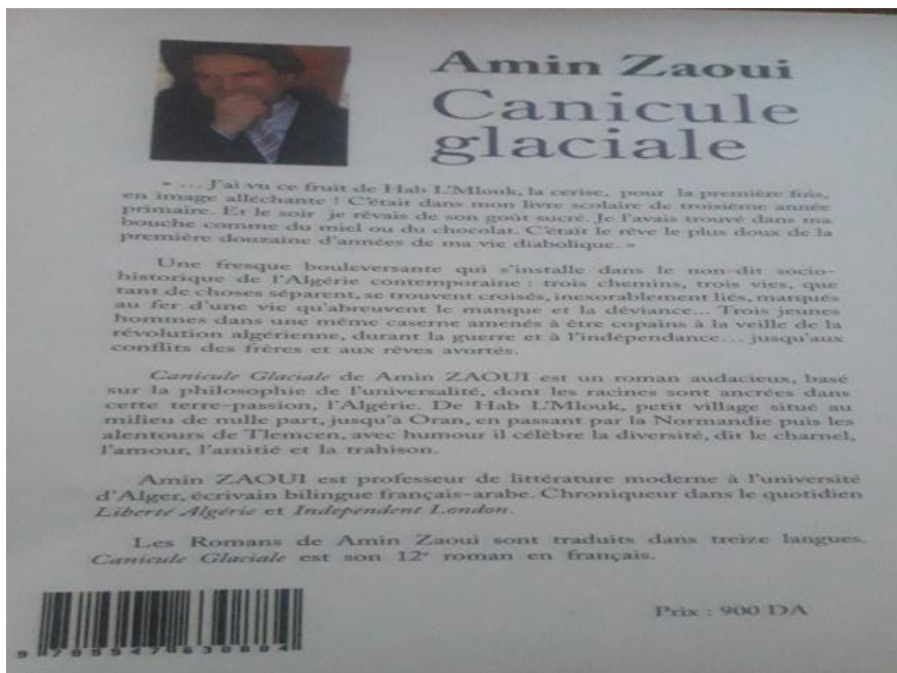 Amin Zaoui
Canicule
glaciale
« ... J'ai vu ce fruit de Hab L'Mlouk, la cerise, pour la première fois,
en image alléchante ! C'était dans mon livre scolaire de troisième année
primaire. Et le soir je rêvais de son goût sucré. Je l'avais trouvé dans ma
bouche comme du miel ou du chocolat. C'était le rêve le plus doux de la
première douzaine d'années de ma vie diabolique. »
Une fresque bouleversante qui s'installe dans le non-dit socio-
historique de l'Algérie contemporaine : trois chemins, trois vies, que
tant de choses séparent, se trouvent croisés, inexorablement liés, marqués
au fer d'une vie qu'abreuvent le manque et la déviance... Trois jeunes
hommes dans une même caserne amenés à être copains à la veille de la
révolution algérienne, durant la guerre et à l'indépendance... jusqu'aux
conflits des frères et aux rêves avortés.
Canicule Glaciale de Amin ZAOUI est un roman audacieux, basé
sur la philosophie de l'universalité, dont les racines sont ancrées dans
cette terre-passion, l'Algérie. De Hab L'Mlouk, petit village situé au
milieu de nulle part, jusqu'à Oran, en passant par la Normandie puis les
alentours de Tlemcen, avec humour il célèbre la diversité, dit le charnel,
l'amour, l'amitié et la trahison.
Amin ZAOUI est professeur de littérature moderne à l'université
d'Alger, écrivain bilingue français-arabe. Chroniqueur dans le quotidien
Liberté Algérie et Independent London.
Les Romans de Amin Zaoui sont traduits dans treize langues.
Canicule Glaciale est son 12e roman en français.
Prix : 900 DA